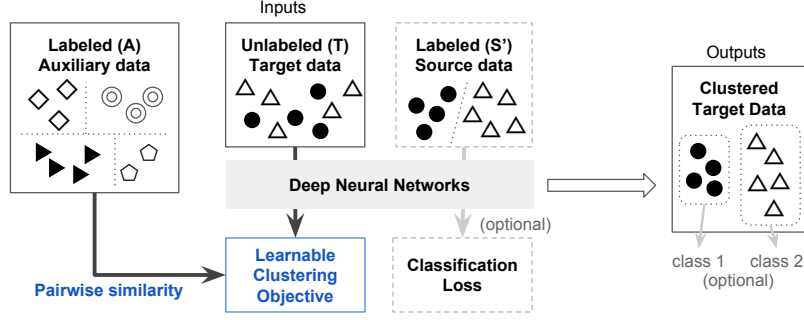 Inputs
Labeled (A)
Auxiliary data
Unlabeled (T)
Target data
Labeled (S’)
Source data
Outputs
Clustered
Target Data
Deep Neural Networks
(optional)
Pairwise similarity
Learnable
Clustering
Objective
Classification
Loss
class 1
class 2
(optional)